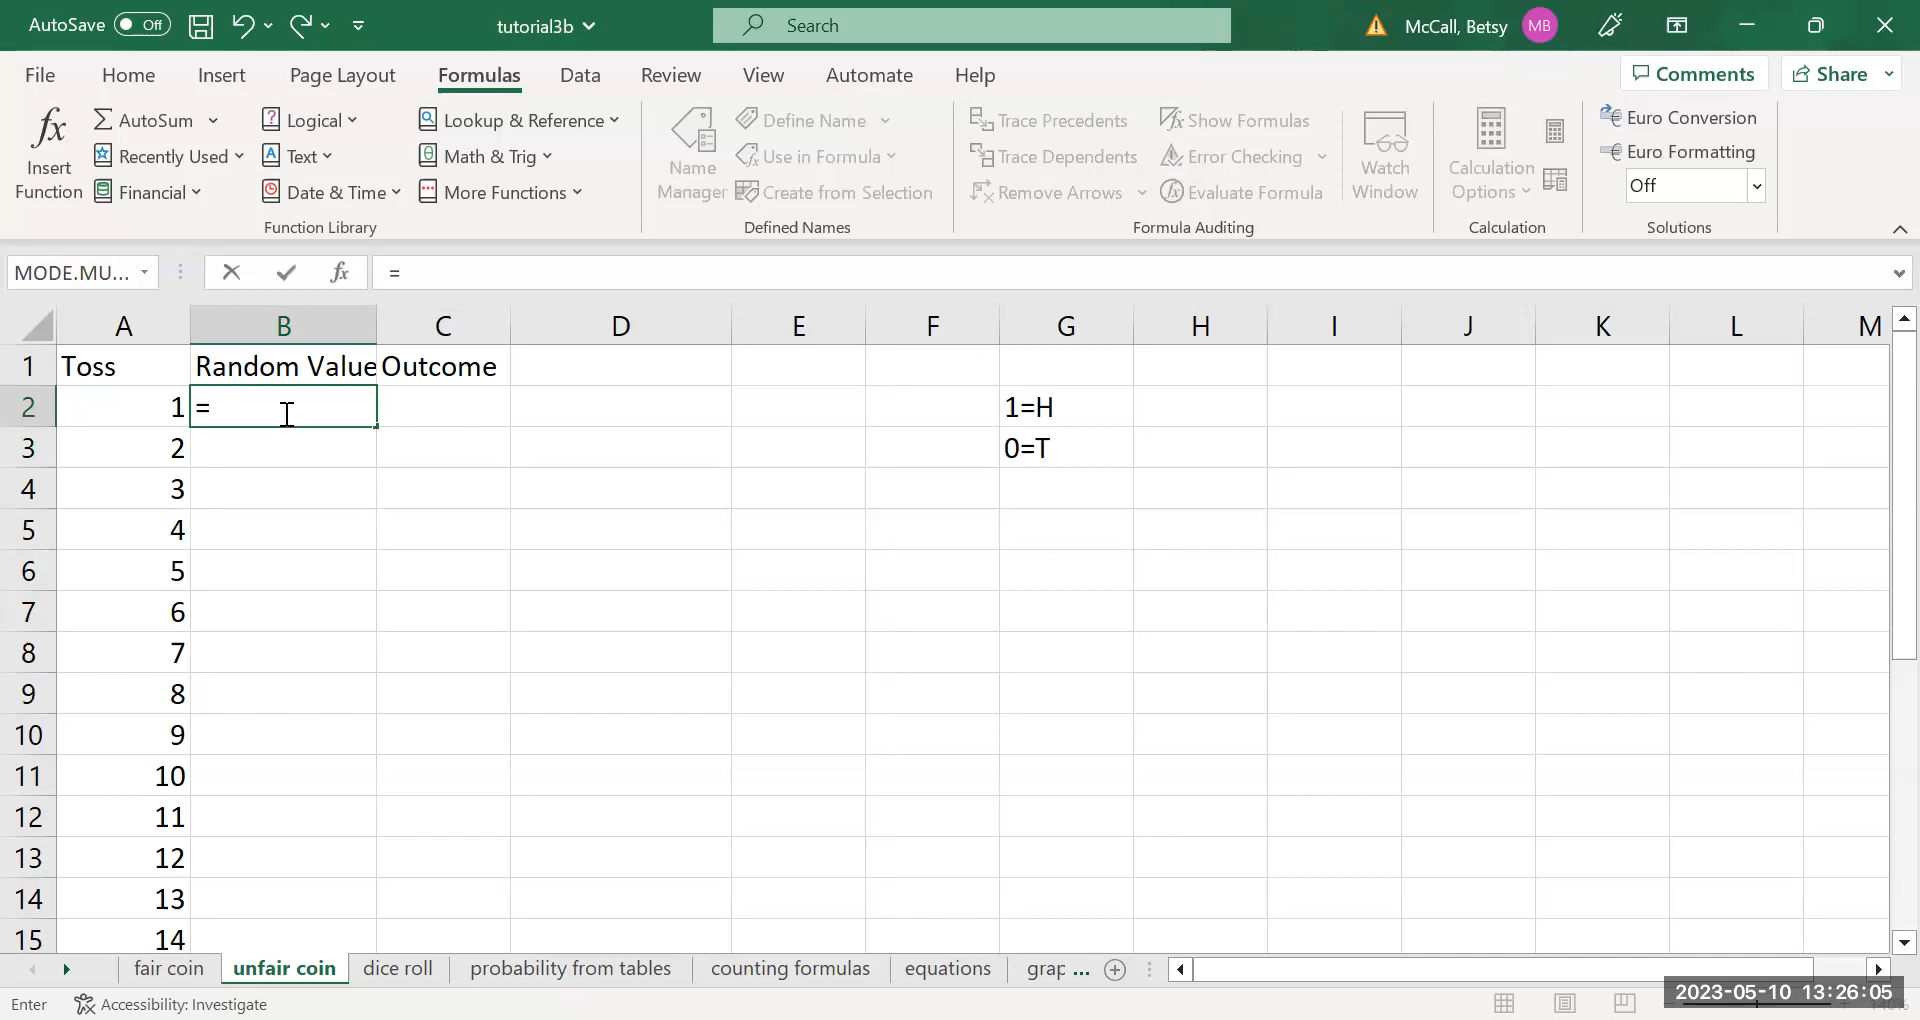 AutoSave Off tutorial3b Search McCall, Betsy MB
File Home Insert Page Layout Formulas Data Review View Automate Help Comments Share
fx Insert Function
AutoSum Logical Lookup & Reference
Recently Used Text Math & Trig
Financial Date & Time More Functions
Function Library
Name Manager
Define Name
Use in Formula
Create from Selection
Defined Names
Trace Precedents Show Formulas
Trace Dependents Error Checking
Remove Arrows Evaluate Formula
Formula Auditing
Watch Window
Calculation Options
Calculation
Euro Conversion
Euro Formatting
Off
Solutions
MODE.MU... fx =
A B C D E F G H I J K L M
1 Toss Random Value Outcome
2 1 = 1=H
3 2 0=T
4 3
5 4
6 5
7 6
8 7
9 8
10 9
11 10
12 11
13 12
14 13
15 14
fair coin unfair coin dice roll probability from tables counting formulas equations grap ...
Enter Accessibility: Investigate
2023-05-10 13:26:05